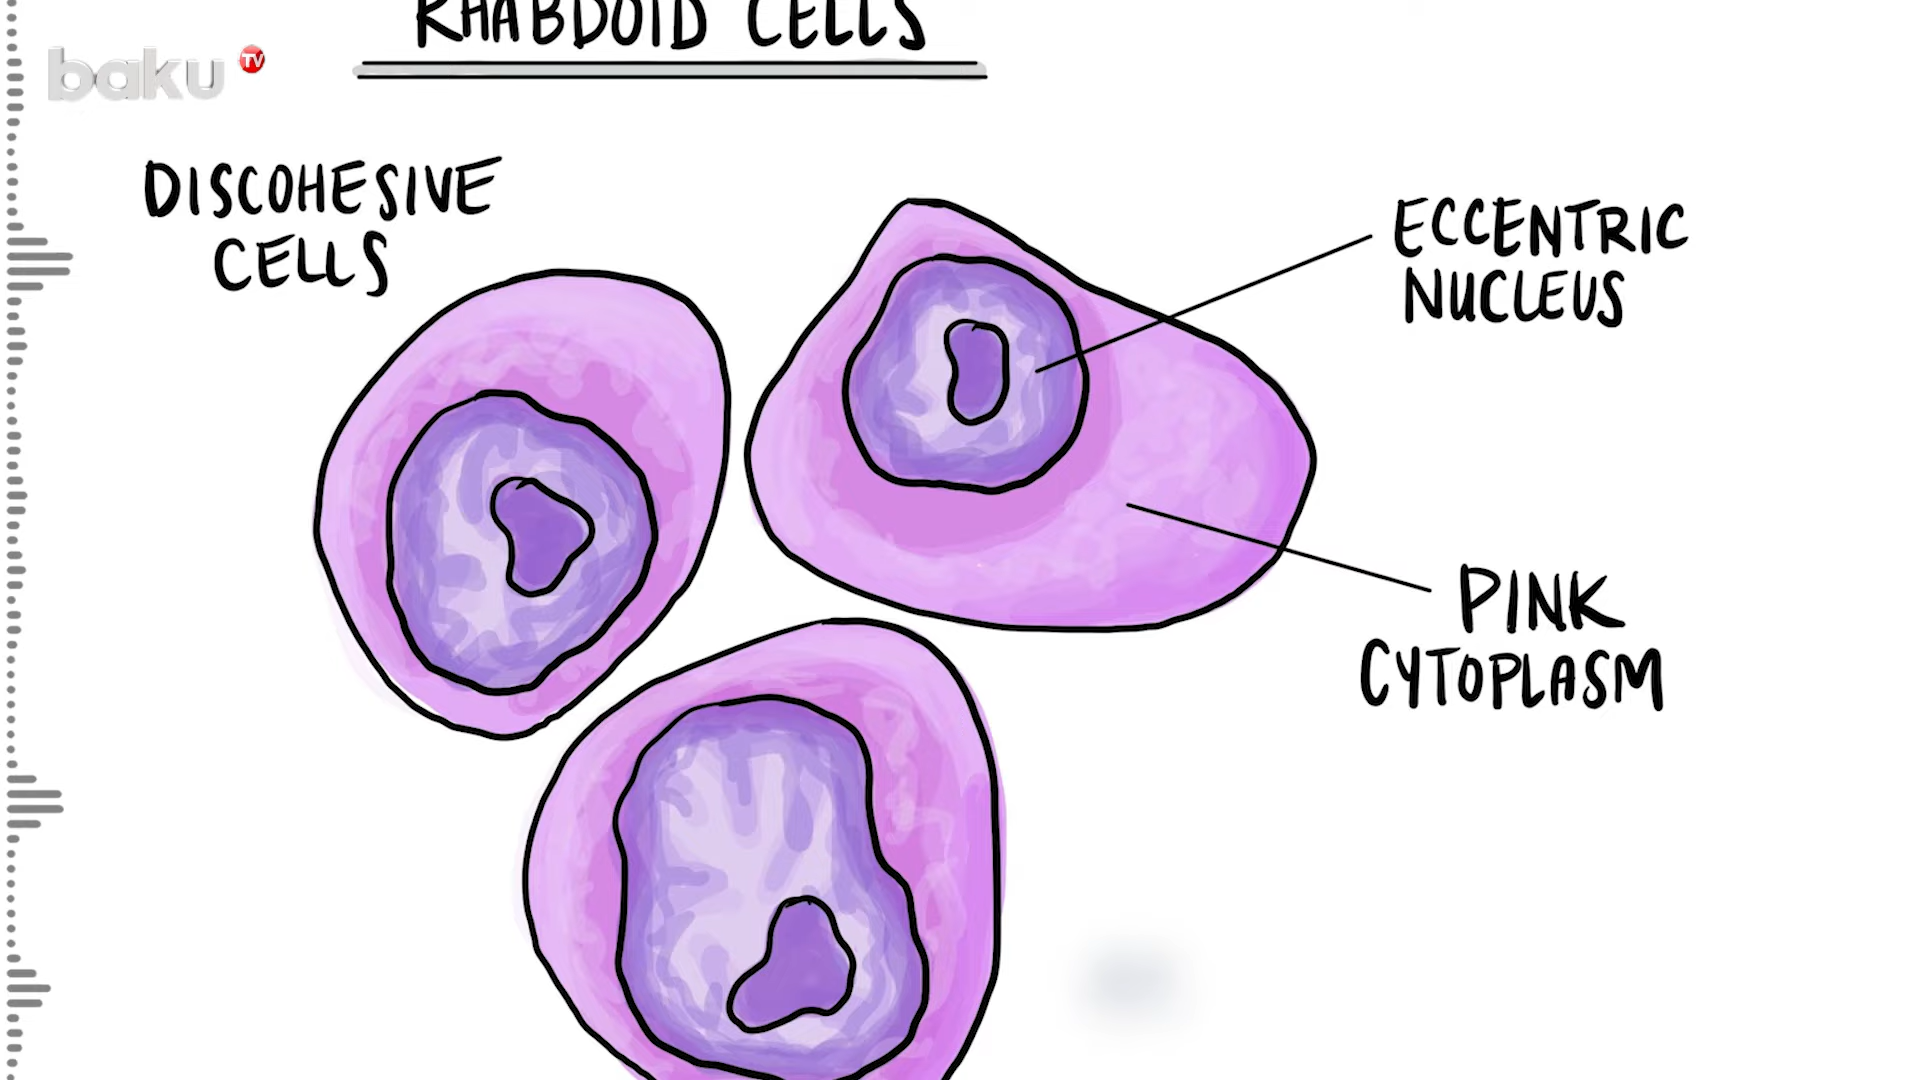 RHABDOID CELLS
baku TV
DISCOHESIVE
CELLS
ECCENTRIC
NUCLEUS
PINK
CYTOPLASM